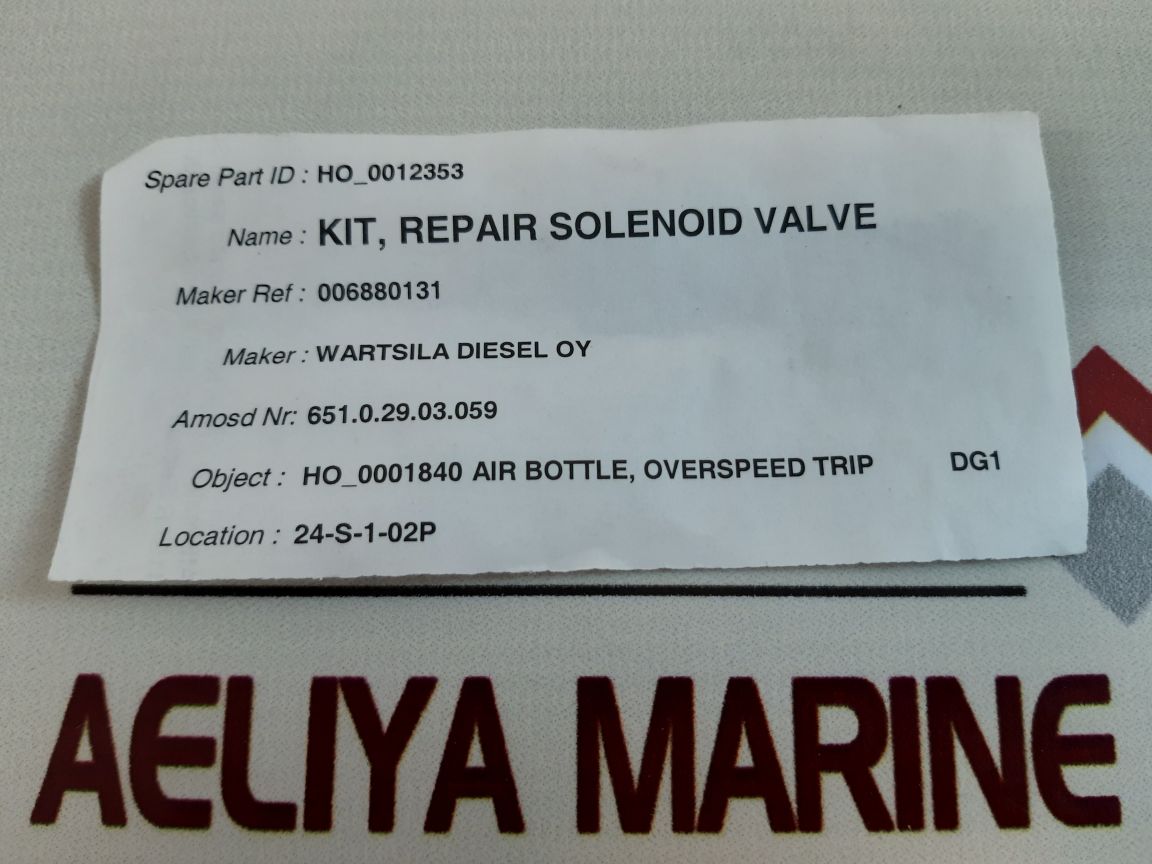 Spare Part ID : HO_0012353
Name : KIT, REPAIR SOLENOID VALVE
Maker Ref : 006880131
Maker : WARTSILA DIESEL OY
Amosd Nr: 651.0.29.03.059
Object : HO_0001840 AIR BOTTLE, OVERSPEED TRIP DG1
Location : 24-S-1-02P
AELIYA MARINE